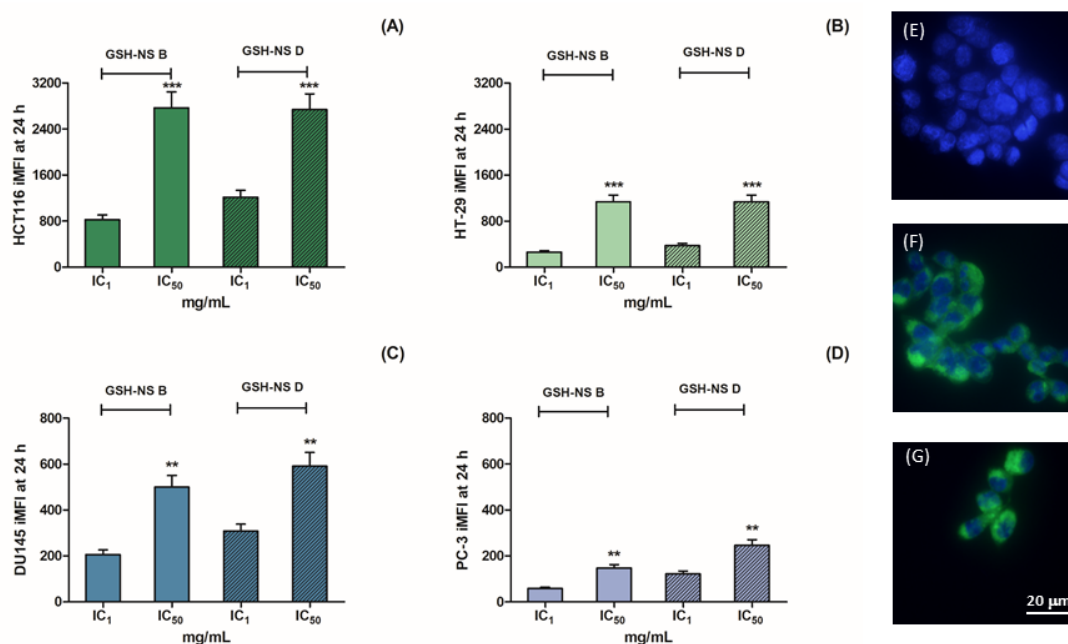 (A)
GSH-NS B
GSH-NS D
3200
2400
1600
800
0
HCT116 iMFI at 24 h
***
***
IC1
IC50
IC1
IC50
mg/mL
(B)
GSH-NS B
GSH-NS D
3200
2400
1600
800
0
HT-29 iMFI at 24 h
***
***
IC1
IC50
IC1
IC50
mg/mL
(C)
GSH-NS B
GSH-NS D
800
600
400
200
0
DU145 iMFI at 24 h
**
**
IC1
IC50
IC1
IC50
mg/mL
(D)
GSH-NS B
GSH-NS D
800
600
400
200
0
PC-3 iMFI at 24 h
**
**
IC1
IC50
IC1
IC50
mg/mL
(E)
(F)
(G)
20 μm